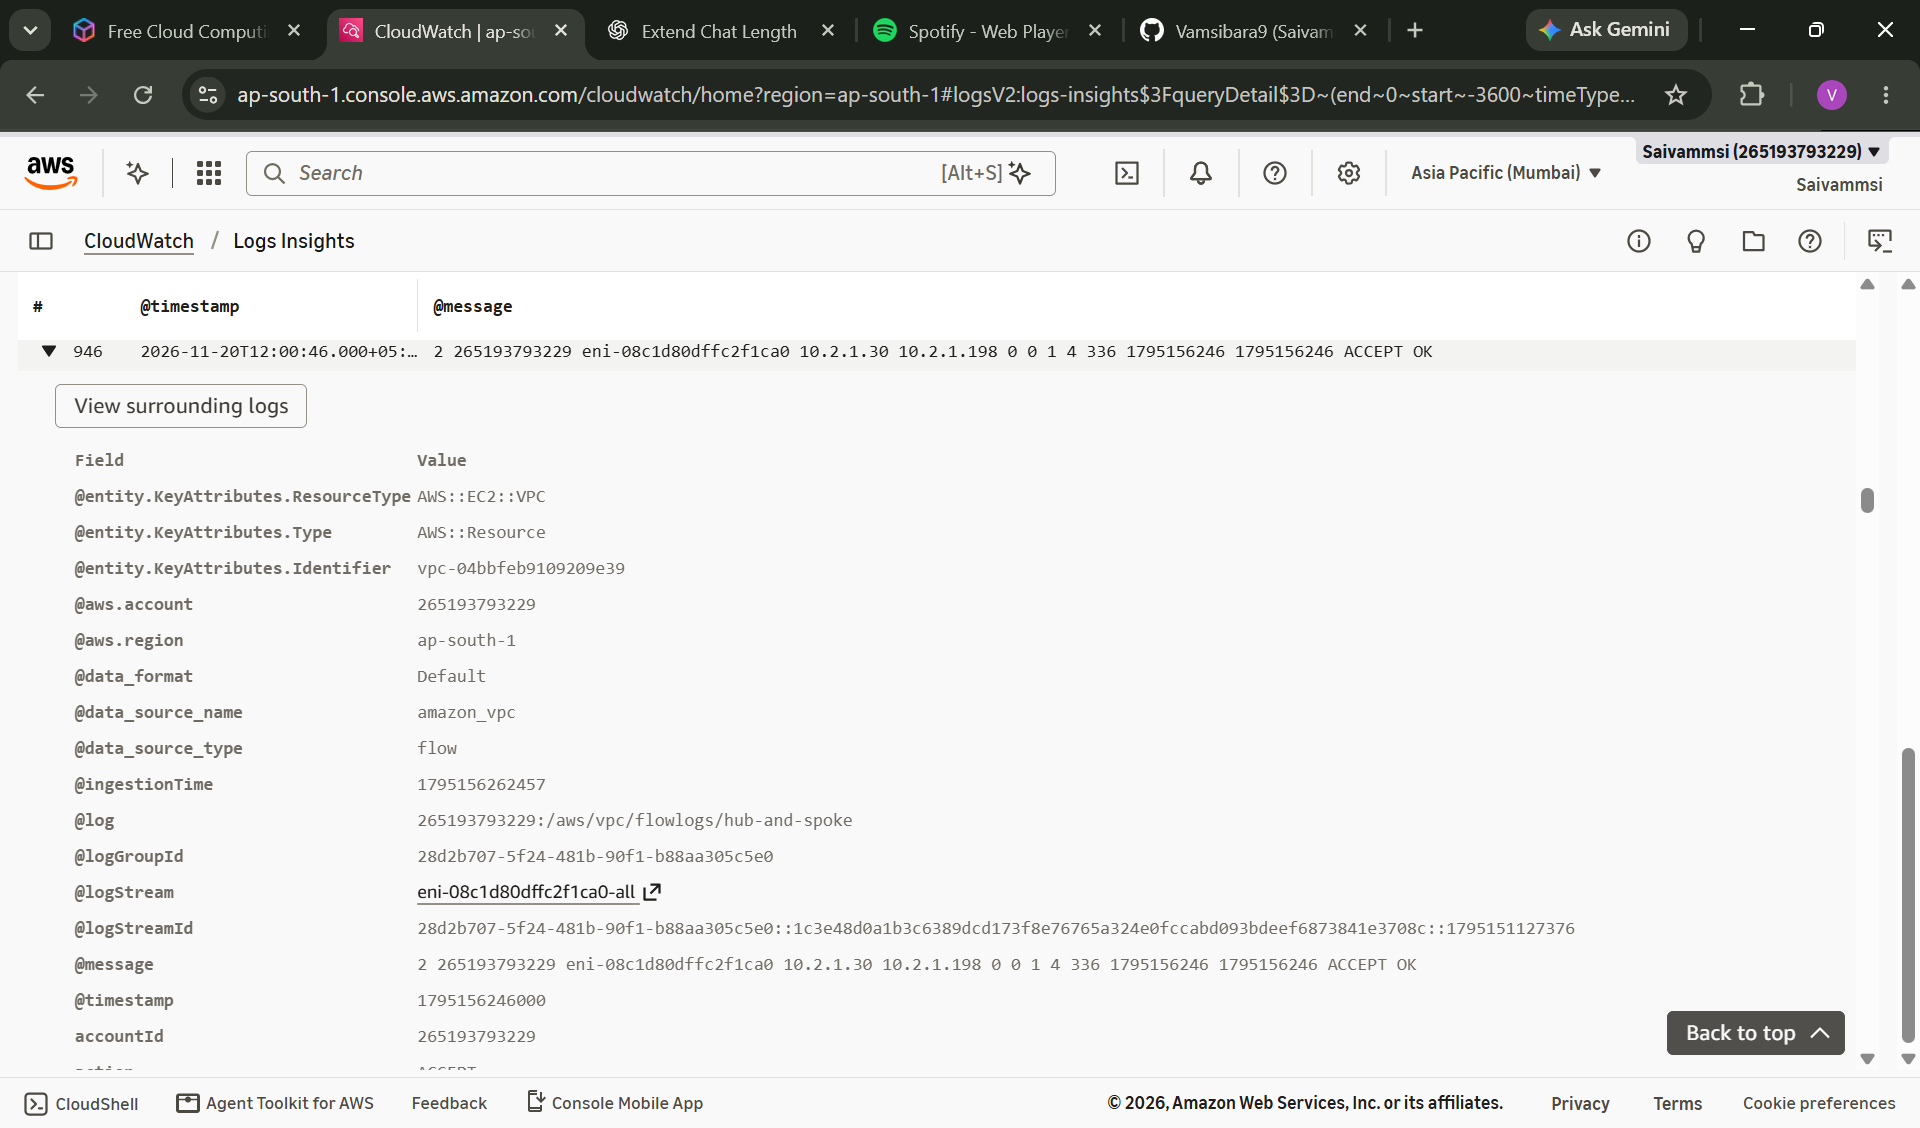 Free Cloud Computi
CloudWatch | ap-sou
Extend Chat Length
Spotify - Web Player
Vamsibara9 (Saivam
Ask Gemini
ap-south-1.console.aws.amazon.com/cloudwatch/home?region=ap-south-1#logsV2:logs-insights$3FqueryDetail$3D~(end~0~start~-3600~timeType...
V
aws
Search
[Alt+S]
Asia Pacific (Mumbai)
Saivammsi (265193793229)
Saivammsi
CloudWatch / Logs Insights
# @timestamp @message
946 2026-11-20T12:00:46.000+05:... 2 265193793229 eni-08c1d80dffc2f1ca0 10.2.1.30 10.2.1.198 0 0 1 4 336 1795156246 1795156246 ACCEPT OK
View surrounding logs
Field Value
@entity.KeyAttributes.ResourceType AWS::EC2::VPC
@entity.KeyAttributes.Type AWS::Resource
@entity.KeyAttributes.Identifier vpc-04bbfeb9109209e39
@aws.account 265193793229
@aws.region ap-south-1
@data_format Default
@data_source_name amazon_vpc
@data_source_type flow
@ingestionTime 1795156262457
@log 265193793229:/aws/vpc/flowlogs/hub-and-spoke
@logGroupId 28d2b707-5f24-481b-90f1-b88aa305c5e0
@logStream eni-08c1d80dffc2f1ca0-all
@logStreamId 28d2b707-5f24-481b-90f1-b88aa305c5e0::1c3e48d0a1b3c6389dcd173f8e76765a324e0fccabd093bdeef6873841e3708c::1795151127376
@message 2 265193793229 eni-08c1d80dffc2f1ca0 10.2.1.30 10.2.1.198 0 0 1 4 336 1795156246 1795156246 ACCEPT OK
@timestamp 1795156246000
accountId 265193793229
action ACCEPT
Back to top
CloudShell
Agent Toolkit for AWS
Feedback
Console Mobile App
© 2026, Amazon Web Services, Inc. or its affiliates.
Privacy
Terms
Cookie preferences